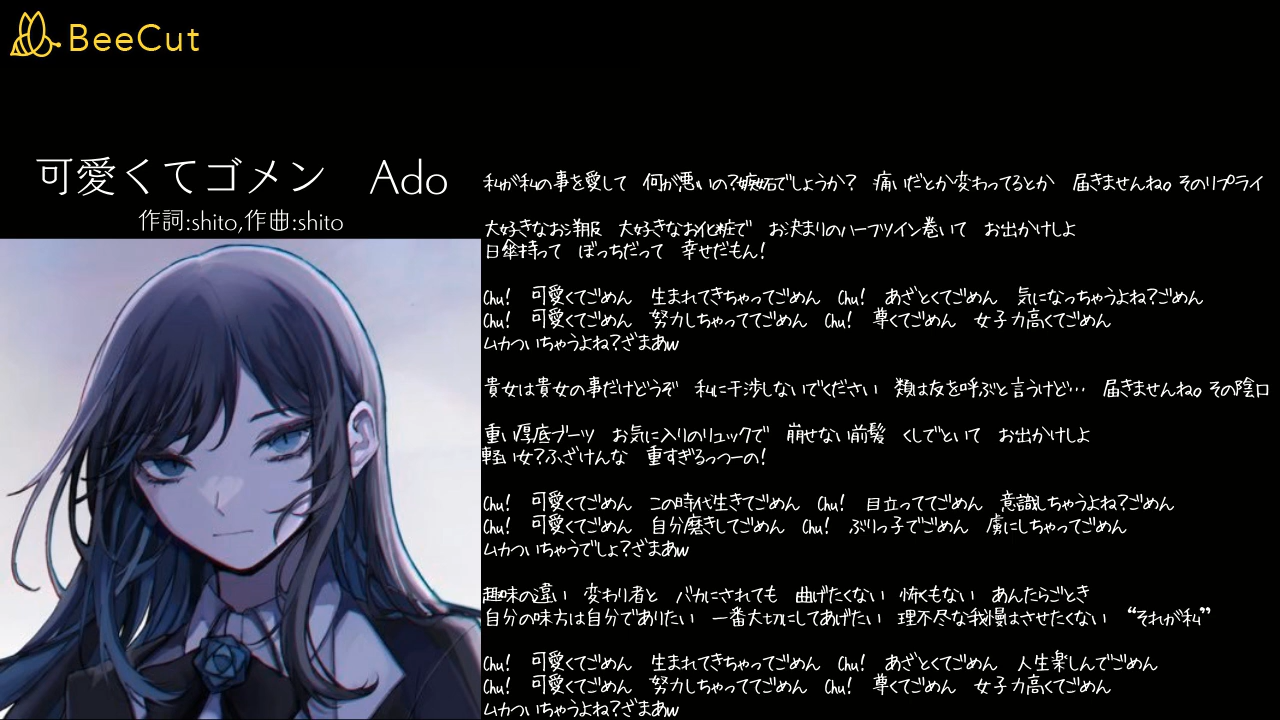 BeeCut
可愛くてゴメン　Ado
作詞:shito,作曲:shito
私が私の事を愛して　何が悪いの?嫉妬でしょうか?　痛いだとか変わってるとか　届きませんね。そのリプライ
大好きなお洋服　大好きなお化粧で　お決まりのハーフツイン巻いて　お出かけしよ
日傘持って　ぼっちだって　幸せだもん!
Chu!　可愛くてごめん　生まれてきちゃってごめん　Chu!　あざとくてごめん　気になっちゃうよね?ごめん
Chu!　可愛くてごめん　努力しちゃっててごめん　Chu!　尊くてごめん　女子力高くてごめん
ムカついちゃうよね?ざまあw
貴女は貴女の事だけどうぞ　私に干渉しないでください　類は友を呼ぶと言うけど…　届きませんね。その陰口
重い厚底ブーツ　お気に入りのリュックで　崩せない前髪　くしでといて　お出かけしよ
軽い女?ふざけんな　重すぎるっつーの!
Chu!　可愛くてごめん　この時代生きてごめん　Chu!　目立っててごめん　意識しちゃうよね?ごめん
Chu!　可愛くてごめん　自分磨きしてごめん　Chu!　ぶりっ子でごめん　虜にしちゃってごめん
ムカついちゃうでしょ?ざまあw
趣味の違い　変わり者と　バカにされても　曲げたくない　怖くもない　あんたらごとき
自分の味方は自分でありたい　一番大切にしてあげたい　理不尽な我慢はさせたくない　“それが私”
Chu!　可愛くてごめん　生まれてきちゃってごめん　Chu!　あざとくてごめん　人生楽しんでごめん
Chu!　可愛くてごめん　努力しちゃっててごめん　Chu!　尊くてごめん　女子力高くてごめん
ムカついちゃうよね?ざまあw